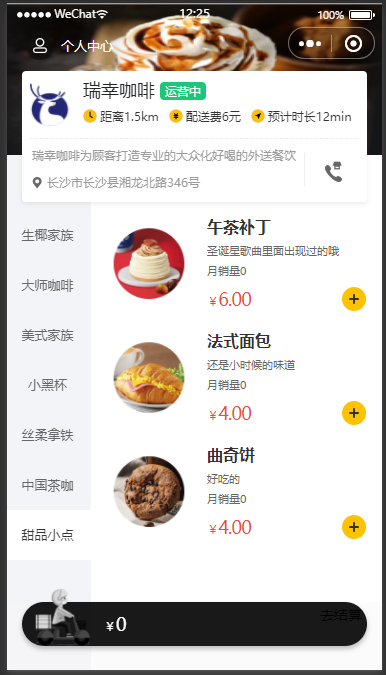 WeChat 12:25 100%
个人中心
瑞幸咖啡 运营中
距离1.5km 配送费6元 预计时长12min
瑞幸咖啡为顾客打造专业的大众化好喝的外送餐
长沙市长沙县湘龙北路346号
生椰家族
大师咖啡
美式家族
小黑杯
丝柔拿铁
中国茶咖
甜品小点
午茶补丁
圣诞星歌曲里面出现过的哦
月销量0
¥6.00
法式面包
还是小时候的味道
月销量0
¥4.00
曲奇饼
好吃的
月销量0
¥4.00
¥0
去结算